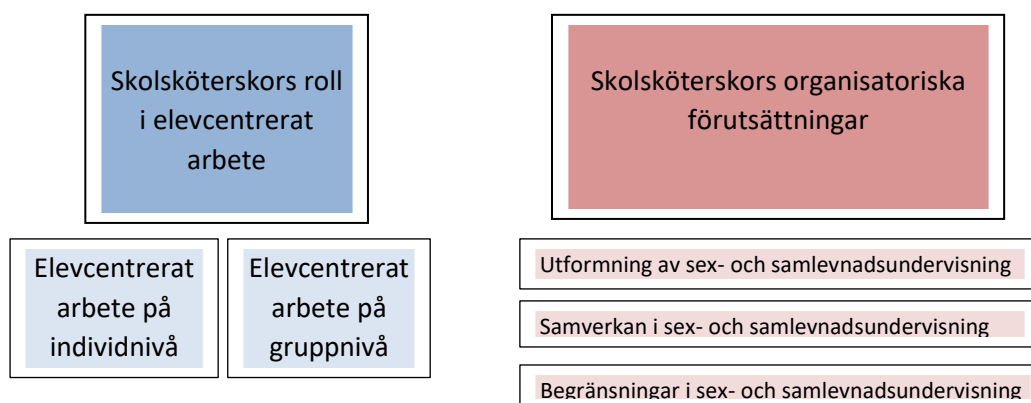 Skolsköterskors roll
i elevcentrerat
arbete
Elevcentrerat
arbete på
individnivå
Elevcentrerat
arbete på
gruppnivå
Skolsköterskors organisatoriska
förutsättningar
Utformning av sex- och samlevnadsundervisning
Samverkan i sex- och samlevnadsundervisning
Begränsningar i sex- och samlevnadsundervisning